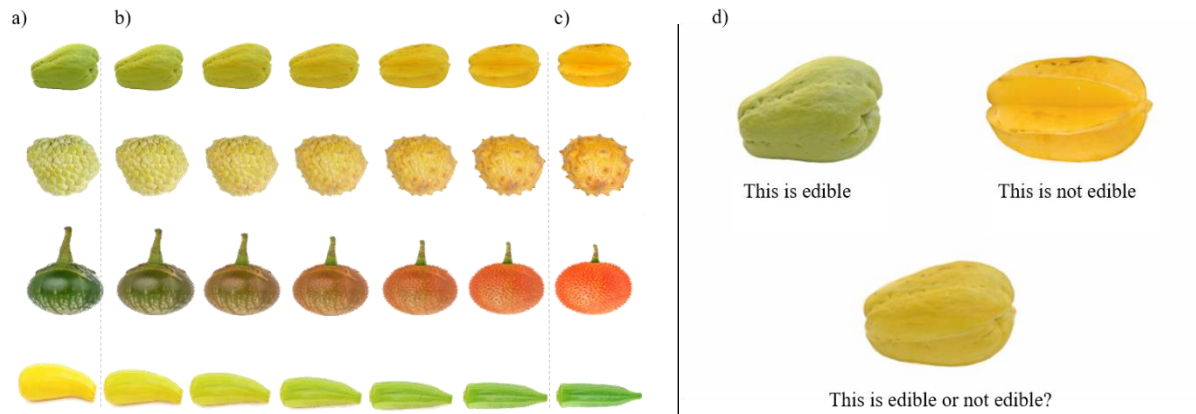 a)
b)
c)
d)
This is edible
This is not edible
This is edible or not edible?